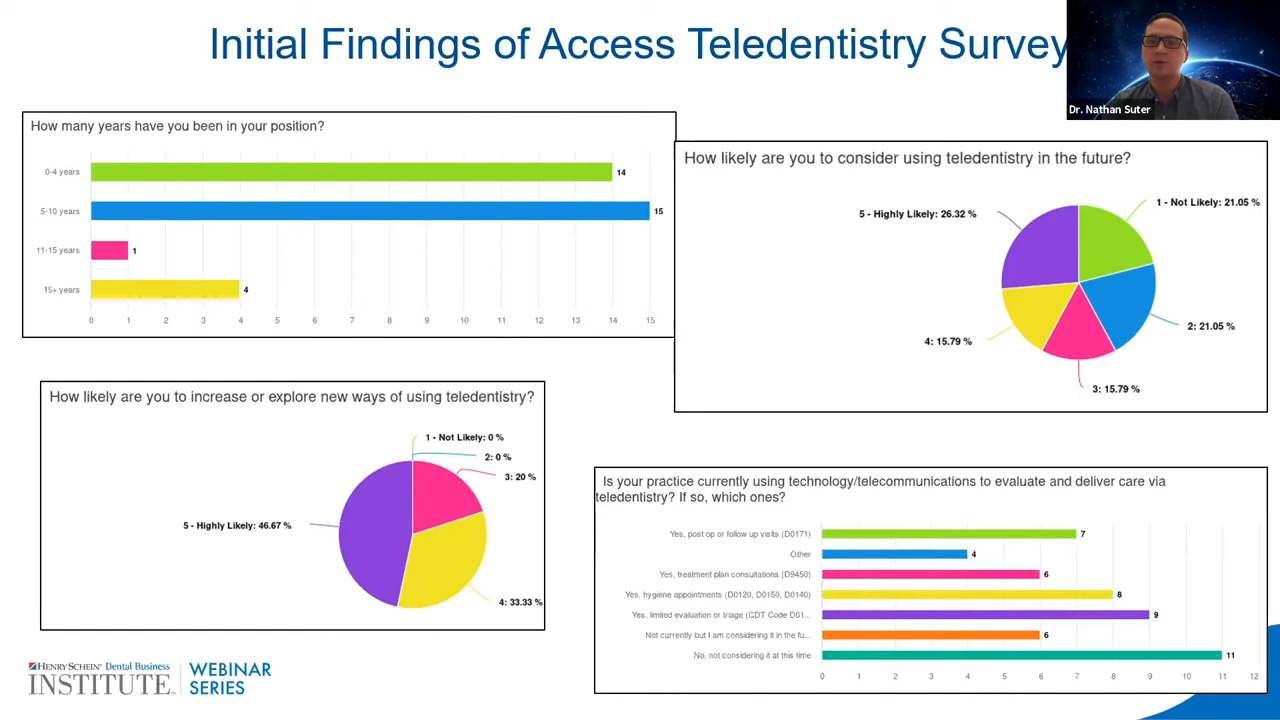 Initial Findings of Access Teledentistry Survey
Dr. Nathan Suter
How many years have you been in your position?
0-4 years
14
5-10 years
15
11-15 years
1
15+ years
4
0 1 2 3 4 5 6 7 8 9 10 11 12 13 14 15
How likely are you to consider using teledentistry in the future?
1 - Not Likely: 21.05 %
5 - Highly Likely: 26.32 %
2: 21.05 %
4: 15.79 %
3: 15.79 %
How likely are you to increase or explore new ways of using teledentistry?
1 - Not Likely: 0 %
2: 0 %
3: 20 %
5 - Highly Likely: 46.67 %
4: 33.33 %
Is your practice currently using technology/telecommunications to evaluate and deliver care via
teledentistry? If so, which ones?
Yes, post op or follow up visits (D0171)
7
Other
4
Yes, treatment plan consultations (D9450)
6
Yes, hygiene appointments (D0120, D0150, D0140)
8
Yes, limited evaluation or triage (CDT Code D01...
9
Not currently but I am considering it in the fu...
6
No, not considering it at this time
11
0 1 2 3 4 5 6 7 8 9 10 11 12
HENRY SCHEIN® Dental Business
INSTITUTE™
WEBINAR
SERIES